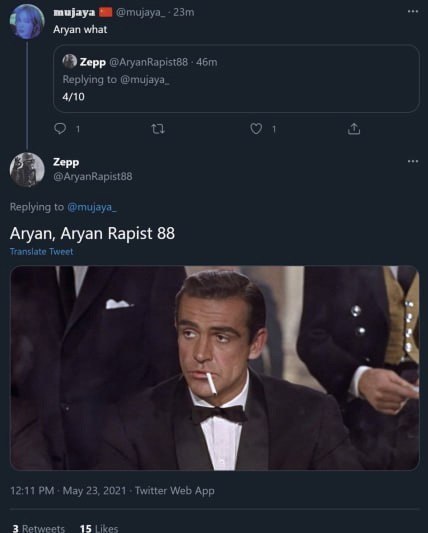 mujaya 🇨🇳 @mujaya_ · 23m
Aryan what
Zepp @AryanRapist88 · 46m
Replying to @mujaya_
4/10
1
1
Zepp
@AryanRapist88
Replying to @mujaya_
Aryan, Aryan Rapist 88
Translate Tweet
12:11 PM · May 23, 2021 · Twitter Web App
3 Retweets 15 Likes